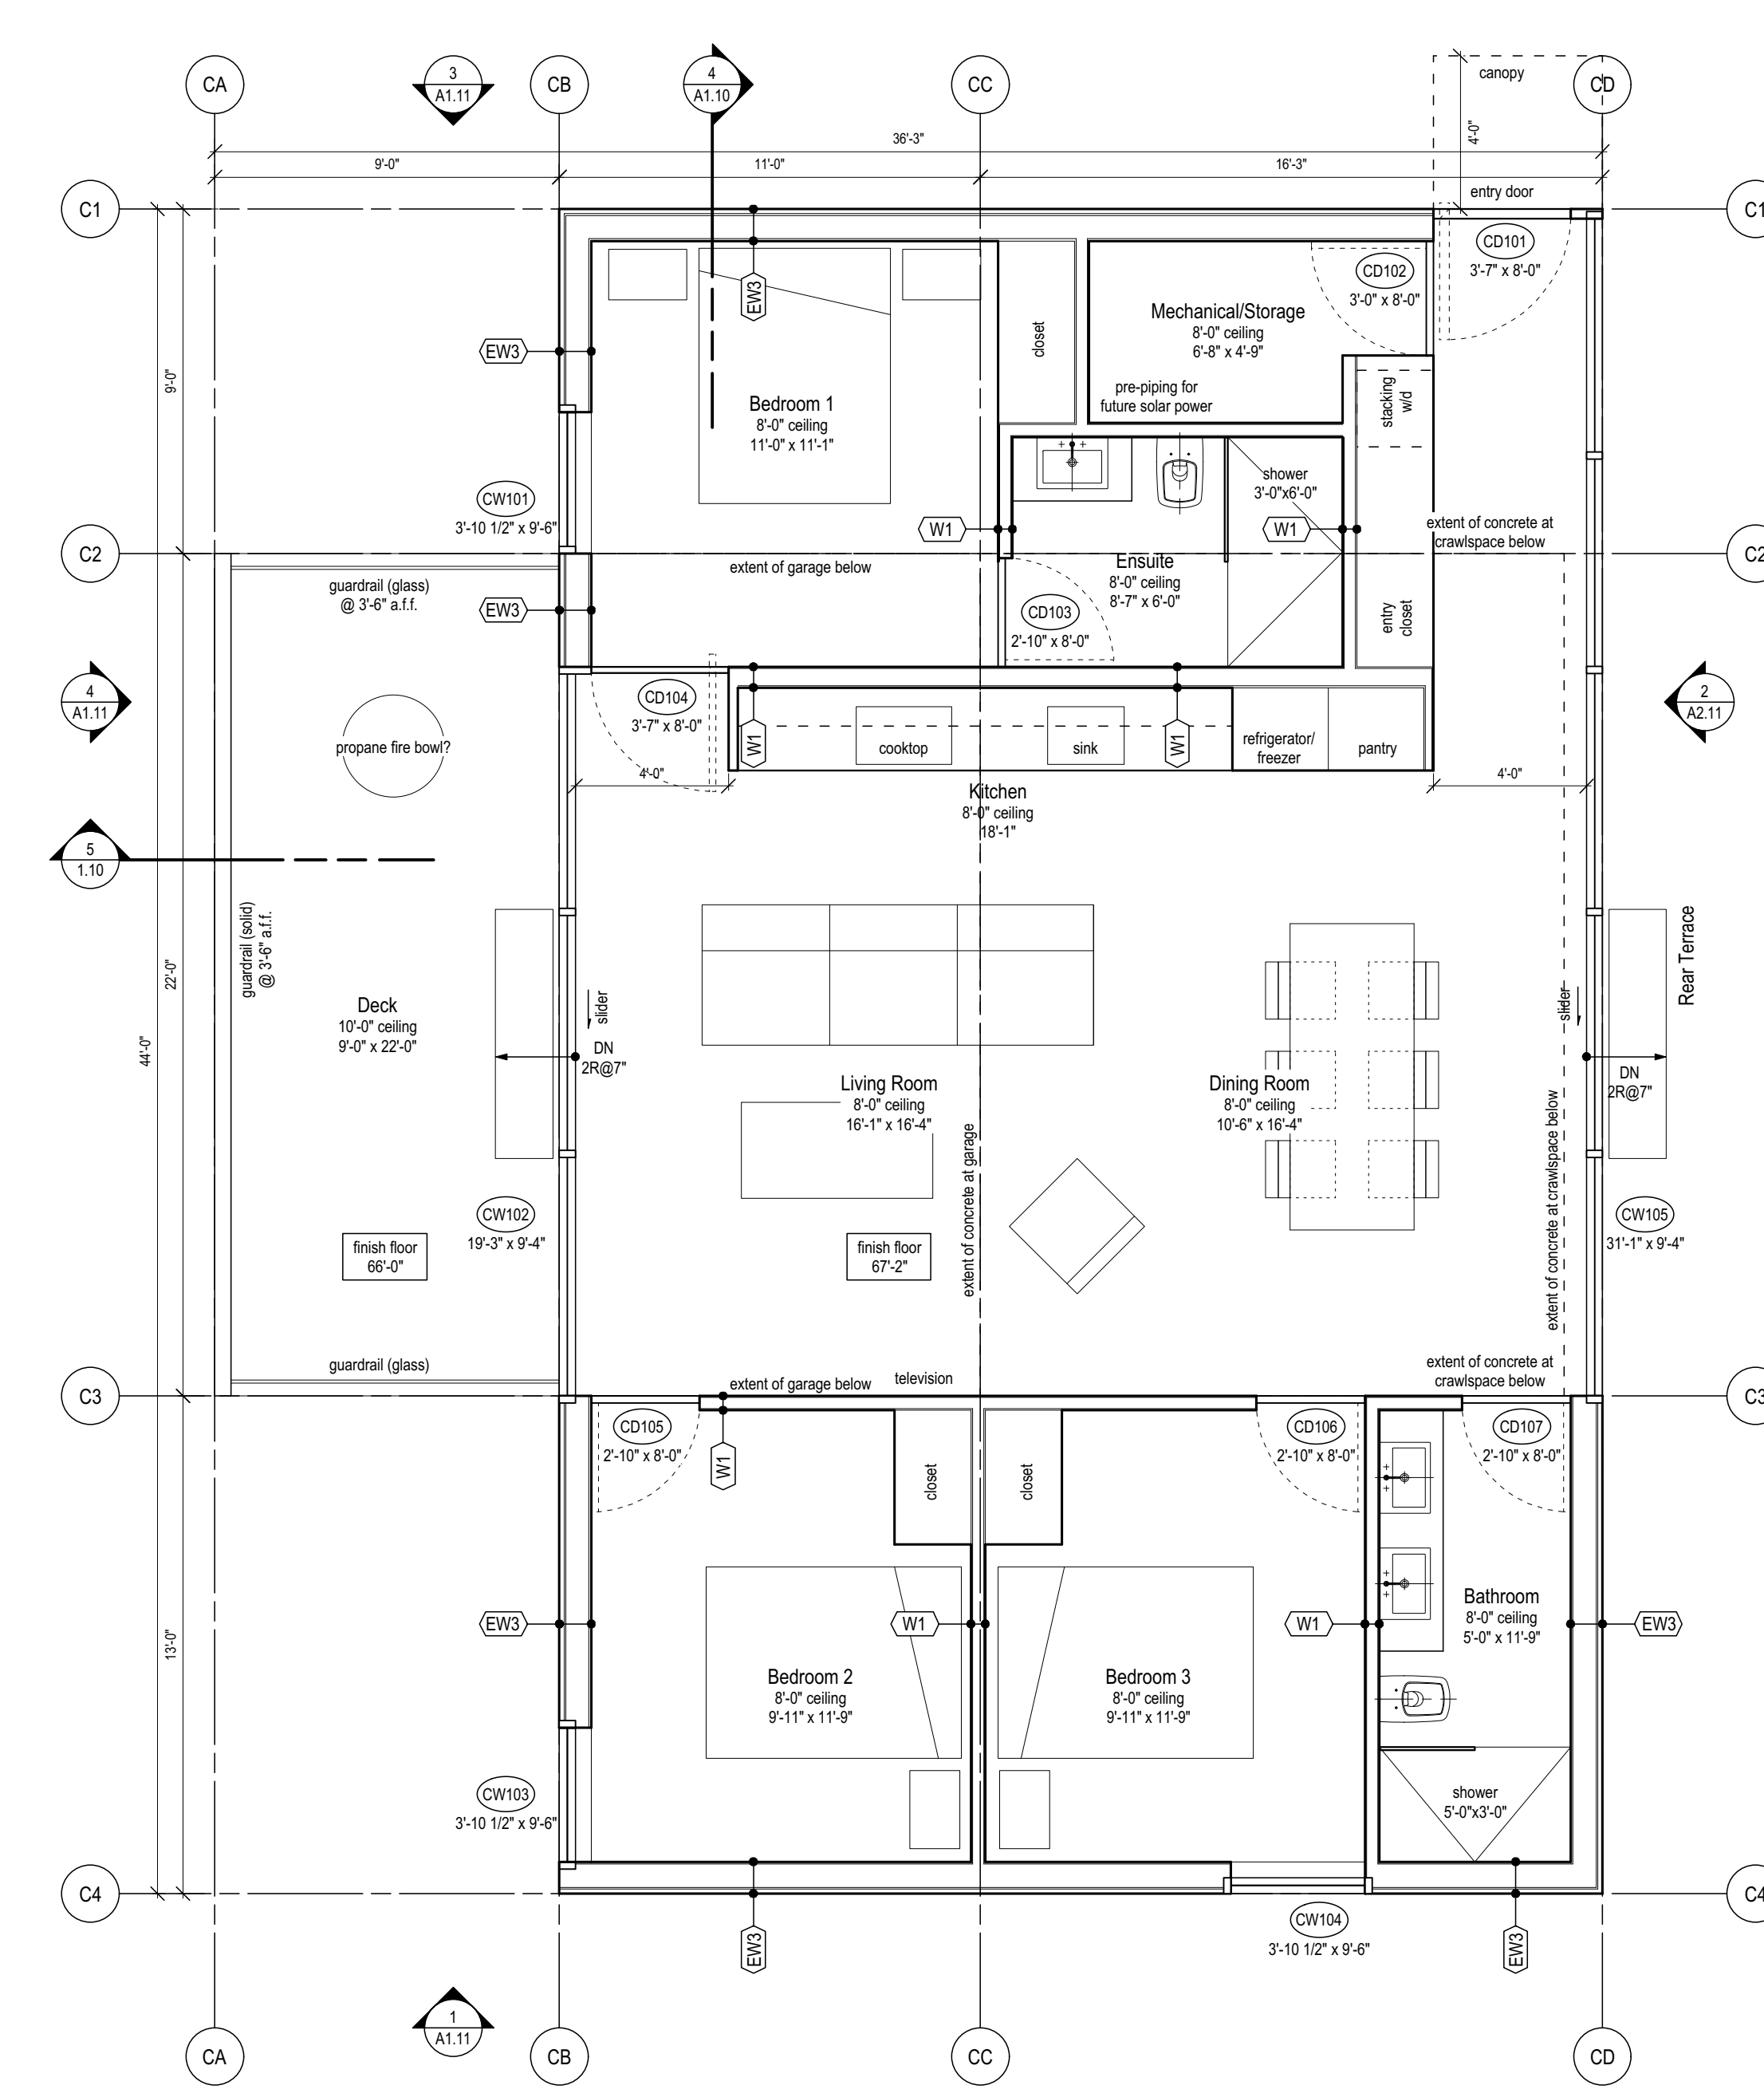 CA
3
A1.11
CB
4
A1.10
CC
canopy
CD
4'-0"
36'-3"
9'-0"
11'-0"
16'-3"
entry door
C1
C1
CD101
3'-7" x 8'-0"
CD102
3'-0" x 8'-0"
EW3
EW3
closet
Mechanical/Storage
8'-0" ceiling
6'-8" x 4'-9"
pre-piping for
future solar power
stacking
w/d
9'-0"
Bedroom 1
8'-0" ceiling
11'-0" x 11'-1"
shower
3'-0"x6'-0"
CW101
3'-10 1/2" x 9'-6"
W1
W1
extent of concrete at
crawlspace below
C2
C2
extent of garage below
guardrail (glass)
@ 3'-6" a.f.f.
EW3
Ensuite
8'-0" ceiling
8'-7" x 6'-0"
CD103
2'-10" x 8'-0"
entry
closet
4
A1.11
CD104
3'-7" x 8'-0"
2
A2.11
propane fire bowl?
W1
cooktop
sink
W1
refrigerator/
freezer
pantry
4'-0"
4'-0"
Kitchen
8'-0" ceiling
18'-1"
5
1.10
guardrail (solid)
@ 3'-6" a.f.f.
22'-0"
44'-0"
Deck
10'-0" ceiling
9'-0" x 22'-0"
slider
DN
2R@7"
slider
Rear Terrace
DN
2R@7"
Living Room
8'-0" ceiling
16'-1" x 16'-4"
Dining Room
8'-0" ceiling
10'-6" x 16'-4"
extent of concrete at garage
extent of concrete at crawlspace below
CW102
19'-3" x 9'-4"
CW105
31'-1" x 9'-4"
finish floor
66'-0"
finish floor
67'-2"
guardrail (glass)
extent of garage below
television
extent of concrete at
crawlspace below
C3
C3
CD105
2'-10" x 8'-0"
W1
closet
closet
CD106
2'-10" x 8'-0"
CD107
2'-10" x 8'-0"
13'-0"
EW3
W1
W1
Bathroom
8'-0" ceiling
5'-0" x 11'-9"
EW3
Bedroom 2
8'-0" ceiling
9'-11" x 11'-9"
Bedroom 3
8'-0" ceiling
9'-11" x 11'-9"
CW103
3'-10 1/2" x 9'-6"
shower
5'-0"x3'-0"
C4
C4
EW3
CW104
3'-10 1/2" x 9'-6"
EW3
1
A1.11
CA
CB
CC
CD